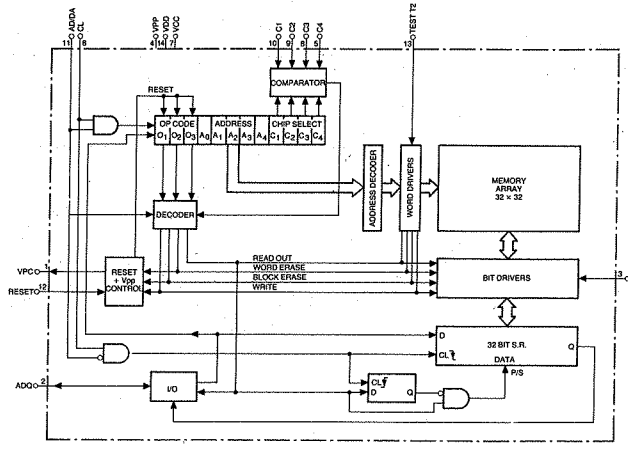 11 AD/DA
6 CL
4 VPP
14 VDD
7 VCC
10 C1
9 C2
8 C3
5 C4
13 TEST T2
COMPARATOR
RESET
OP CODE ADDRESS CHIP SELECT
O1 O2 O3 A0 A1 A2 A3 A4 C1 C2 C3 C4
ADDRESS DECODER
WORD DRIVERS
MEMORY
ARRAY
32 × 32
DECODER
READ OUT
WORD ERASE
BLOCK ERASE
WRITE
VPC 1
RESET 12
RESET
+ Vpp
CONTROL
BIT DRIVERS
3
D 32 BIT S.R. Q
CL DATA
P/S
ADQ 2
I/O
CL
D Q